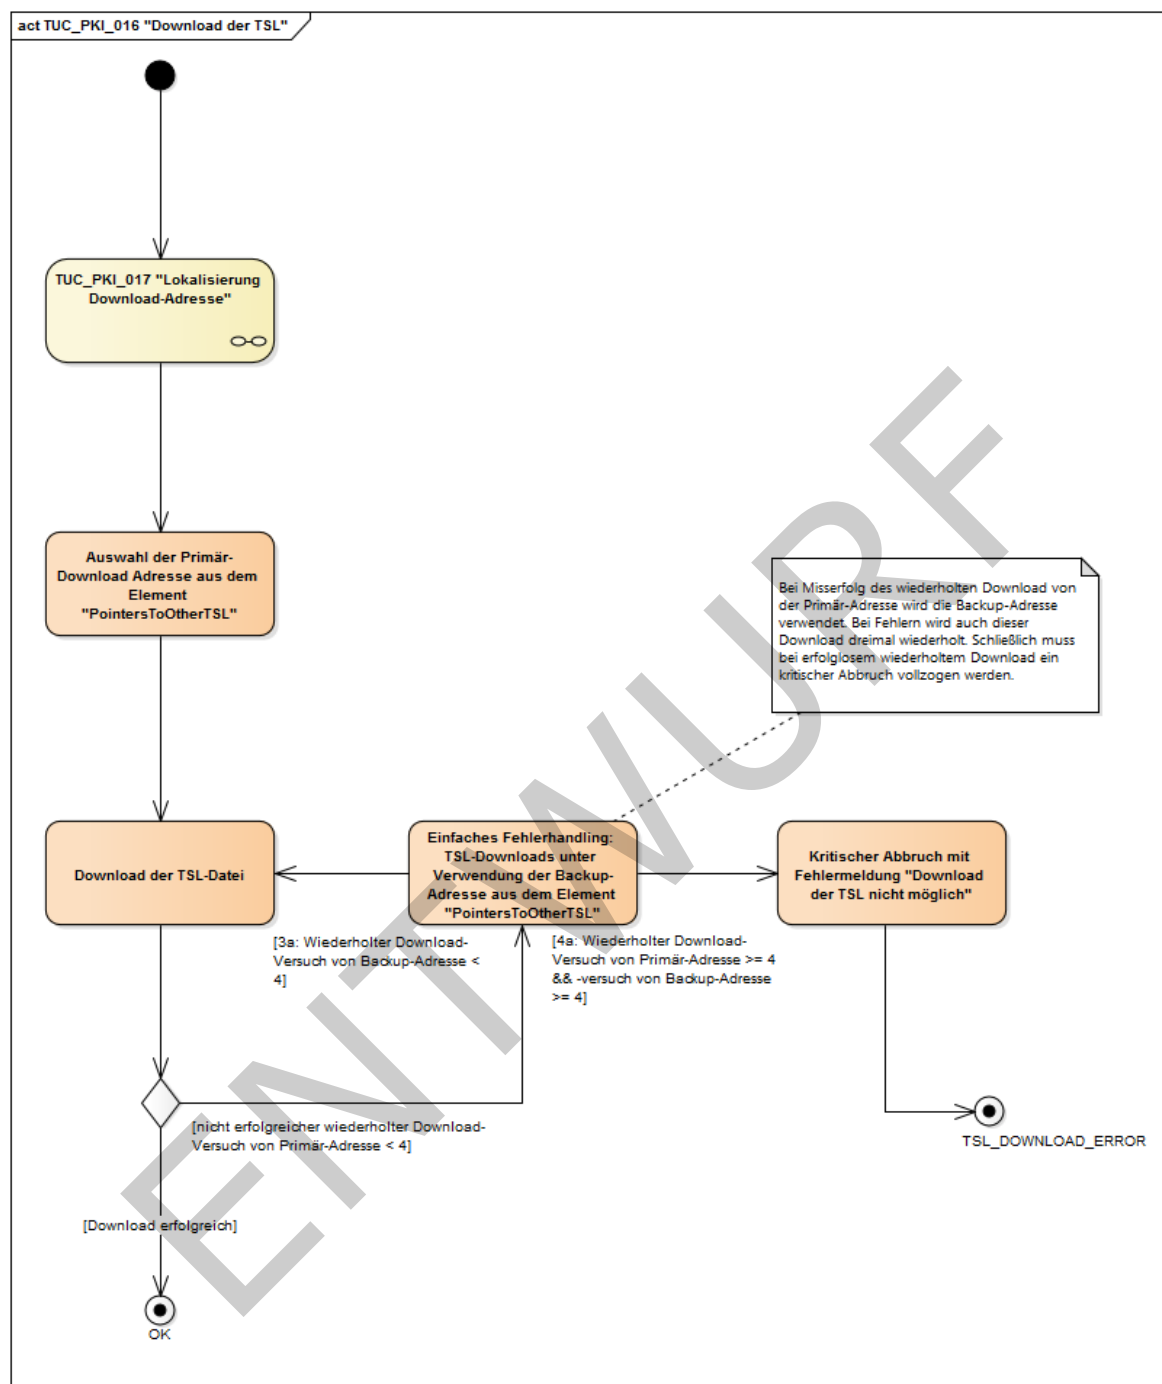 act TUC_PKI_016 "Download der TSL"
TUC_PKI_017 "Lokalisierung
Download-Adresse"
Auswahl der Primär-
Download Adresse aus dem
Element
"PointersToOtherTSL"
Bei Misserfolg des wiederholten Download von
der Primär-Adresse wird die Backup-Adresse
verwendet. Bei Fehlern wird auch dieser
Download dreimal wiederholt. Schließlich muss
bei erfolglosem wiederholtem Download ein
kritischer Abbruch vollzogen werden.
Download der TSL-Datei
Einfaches Fehlerhandling:
TSL-Downloads unter
Verwendung der Backup-
Adresse aus dem Element
"PointersToOtherTSL"
Kritischer Abbruch mit
Fehlermeldung "Download
der TSL nicht möglich"
[3a: Wiederholter Download-
Versuch von Backup-Adresse <
4]
[4a: Wiederholter Download-
Versuch von Primär-Adresse >= 4
&& -versuch von Backup-Adresse
>= 4]
[nicht erfolgreicher wiederholter Download-
Versuch von Primär-Adresse < 4]
TSL_DOWNLOAD_ERROR
[Download erfolgreich]
OK
ENTWURF